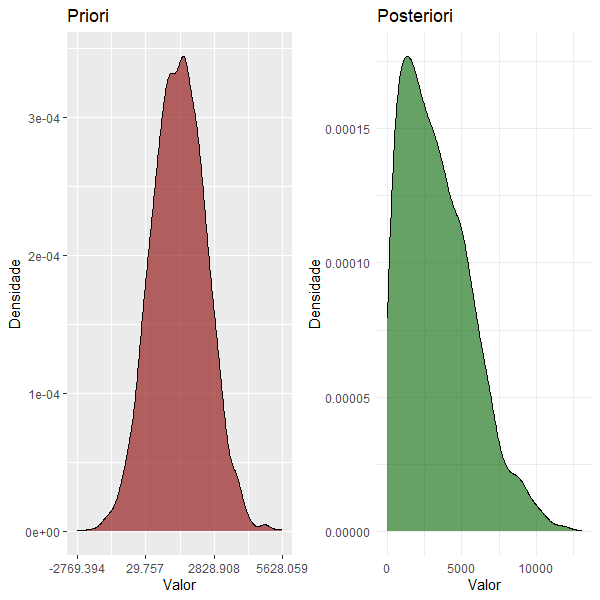 Priori
Densidade
3e-04
2e-04
1e-04
0e+00
-2769.394 29.757 2828.908 5628.059
Valor
Posteriori
Densidade
0.00015
0.00010
0.00005
0.00000
0 5000 10000
Valor